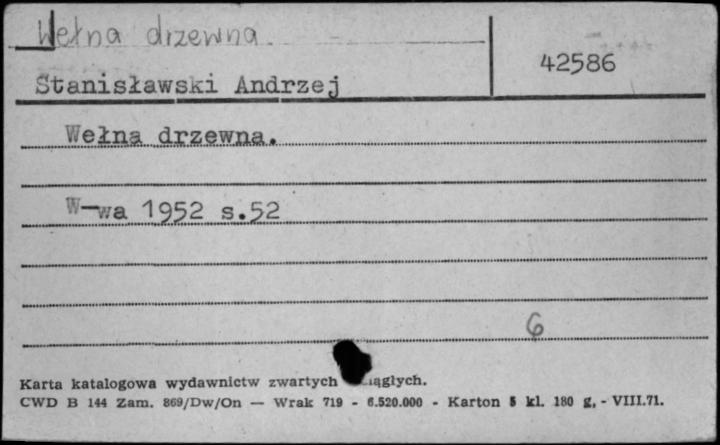 Wełna drzewna
42586
Stanisławski Andrzej
Wełna drzewna.
W-wa 1952 s.52
6
Karta katalogowa wydawnictw zwartych ągłych.
CWD B 144 Zam. 869/Dw/On — Wrak 719 - 6.520.000 - Karton 5 kl. 180 g, - VIII.71.